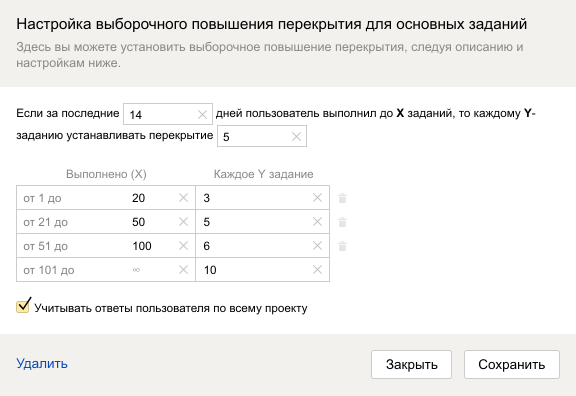 Настройка выборочного повышения перекрытия для основных заданий
Здесь вы можете установить выборочное повышение перекрытия, следуя описанию и
настройкам ниже.
Если за последние 14 дней пользователь выполнил до X заданий, то каждому Y-
заданию устанавливать перекрытие 5
Выполнено (X) Каждое Y задание
от 1 до 20 3
от 21 до 50 5
от 51 до 100 6
от 101 до ∞ 10
Учитывать ответы пользователя по всему проекту
Удалить Закрыть Сохранить